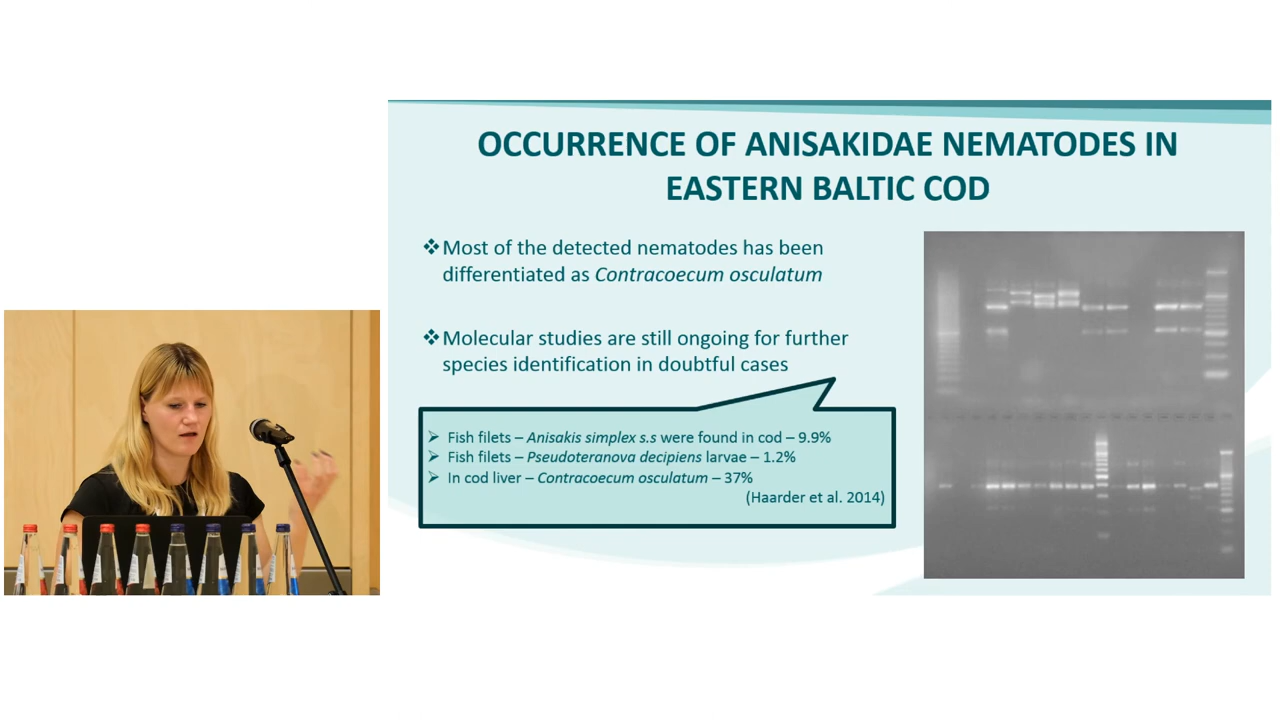 OCCURRENCE OF ANISAKIDAE NEMATODES IN
EASTERN BALTIC COD
❖Most of the detected nematodes has been
differentiated as Contracoecum osculatum
❖Molecular studies are still ongoing for further
species identification in doubtful cases
➢ Fish filets – Anisakis simplex s.s were found in cod – 9.9%
➢ Fish filets – Pseudoteranova decipiens larvae – 1.2%
➢ In cod liver – Contracoecum osculatum – 37%
(Haarder et al. 2014)